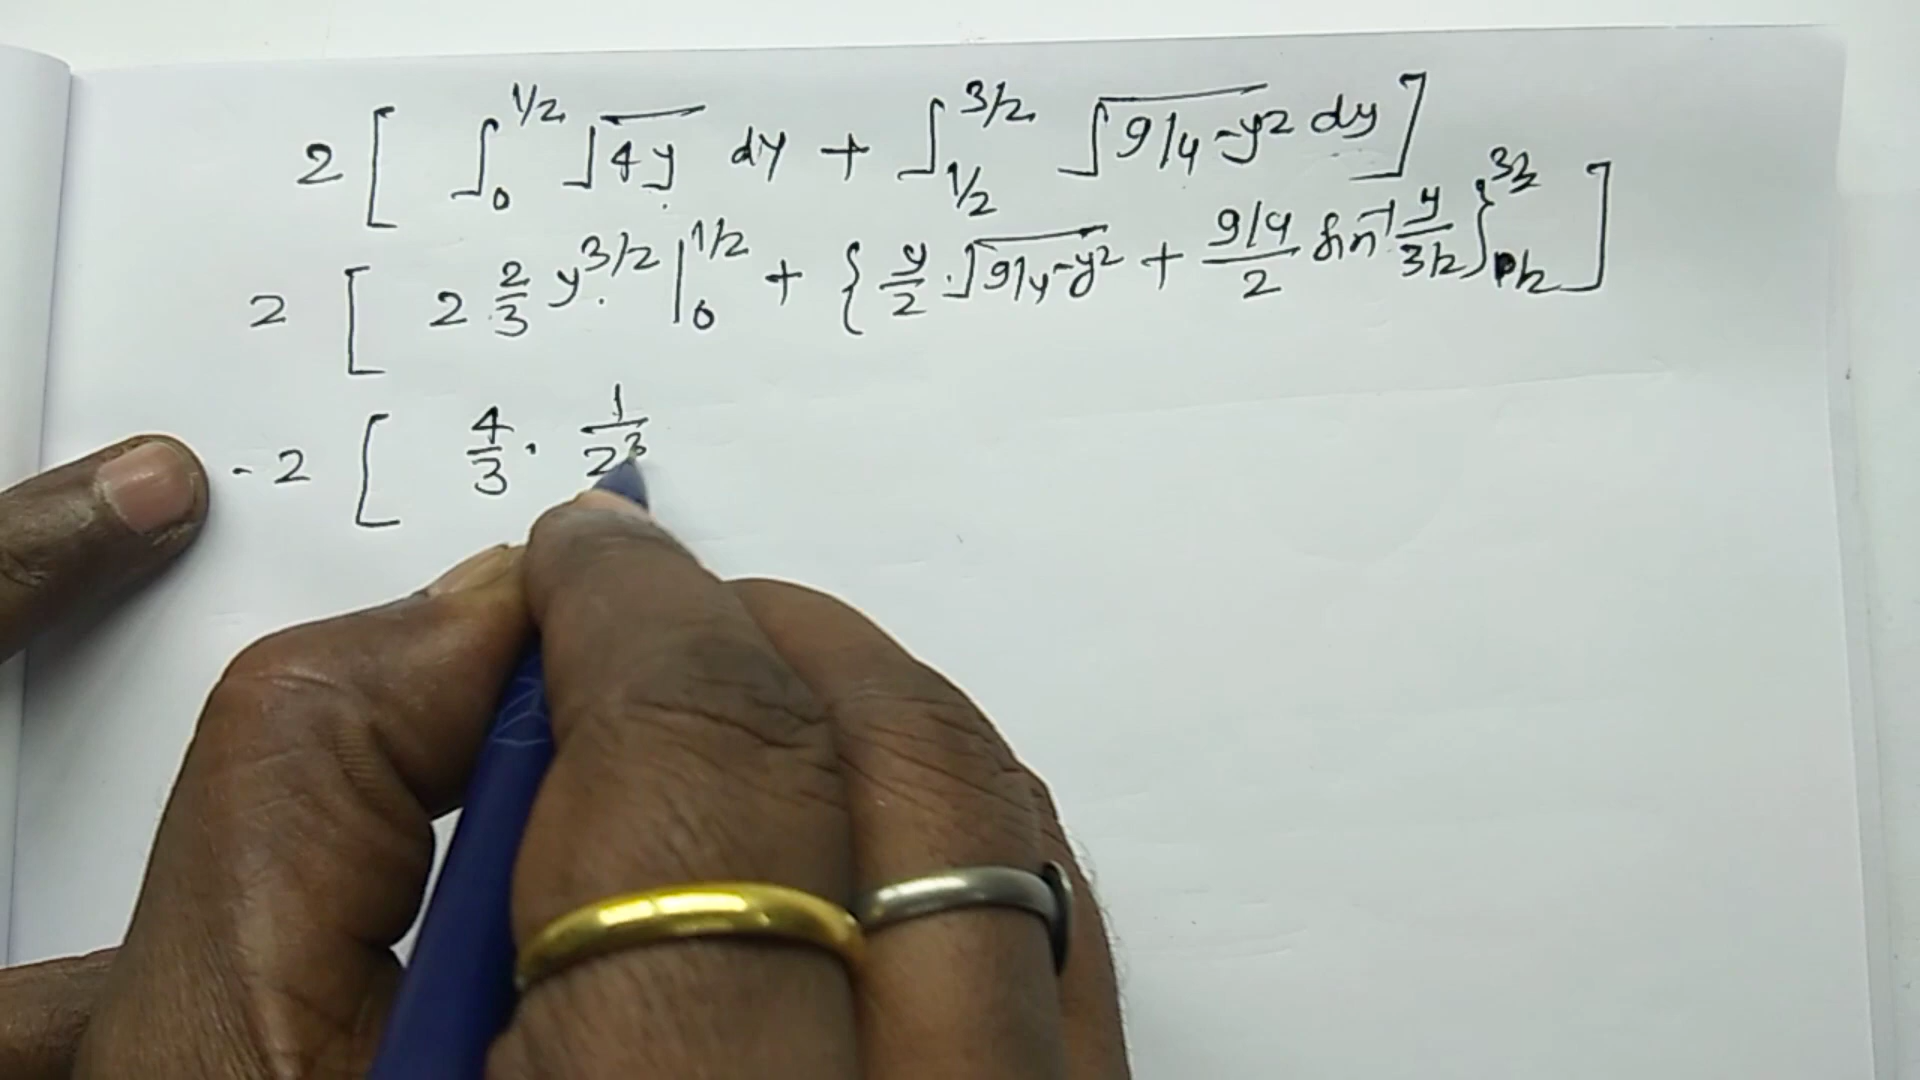 2 [ ∫₀^{1/2} √4y dy + ∫_{1/2}^{3/2} √9/4-y² dy ]
2 [ 2 · 2/3 y^{3/2} |₀^{1/2} + { y/2 · √9/4-y² + (9/4)/2 sin⁻¹ y/(3/2) }_{1/2}^{3/2} ]
- 2 [ 4/3 · 1/2³